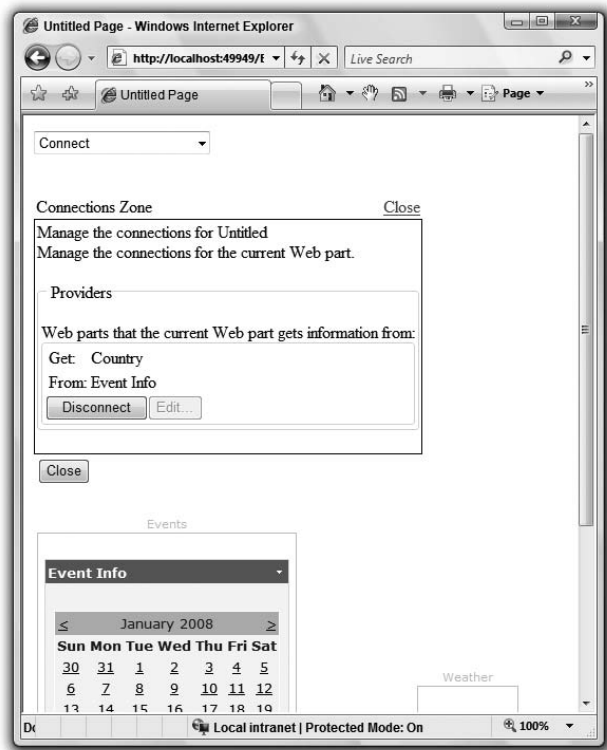 Untitled Page - Windows Internet Explorer
http://localhost:49949/E
Live Search
Untitled Page
Page
»
Connect
Connections Zone Close
Manage the connections for Untitled
Manage the connections for the current Web part.
Providers
Web parts that the current Web part gets information from:
Get: Country
From: Event Info
Disconnect Edit...
Close
Events
Event Info
< January 2008 >
Sun Mon Tue Wed Thu Fri Sat
30 31 1 2 3 4 5
6 7 8 9 10 11 12
13 14 15 16 17 18 19
Weather
Local intranet | Protected Mode: On
100%